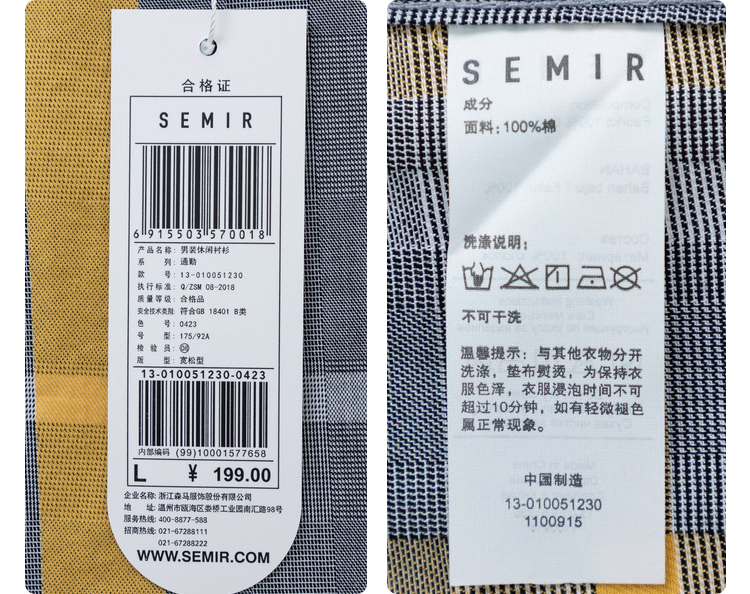 合格证
SEMIR
6 915503 570018
产品名称: 男装休闲衬衫
系 列: 通勤
款 号: 13-010051230
执行标准: Q/ZSM 08-2018
质量等级: 合格品
安全技术类别: 符合GB 18401 B类
色 号: 0423
号 型: 175/92A
检 验 员:
版 型: 宽松型
13-010051230-0423
内部编码 (99)10001577658
L ¥ 199.00
企业名称: 浙江森马服饰股份有限公司
地 址: 温州市瓯海区娄桥工业园南汇路98号
服务热线: 400-8877-588
招商热线: 021-67288111
021-67288222
WWW.SEMIR.COM
SEMIR
成分
面料: 100%棉
洗涤说明:
不可干洗
温馨提示: 与其他衣物分开
洗涤, 垫布熨烫, 为保持衣
服色泽, 衣服浸泡时间不可
超过10分钟, 如有轻微褪色
属正常现象。
中國制造
13-010051230
1100915